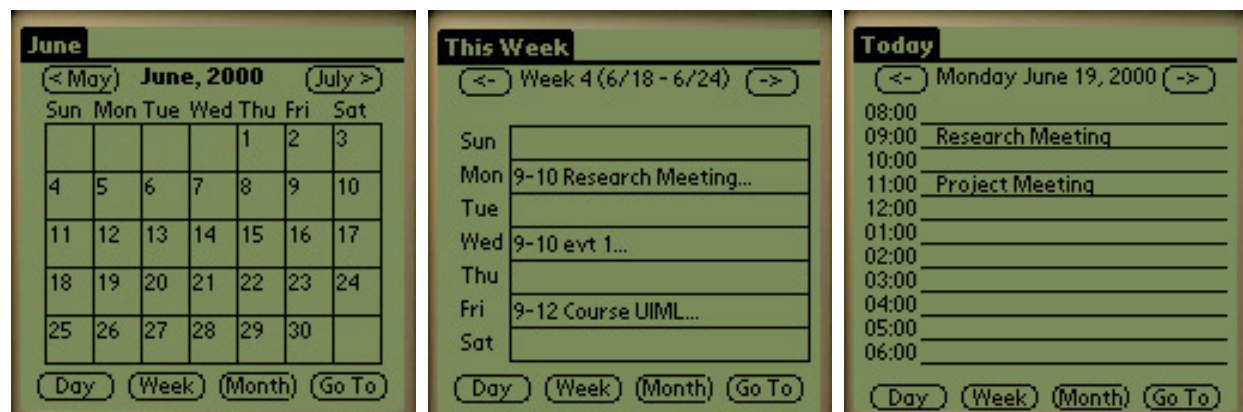 June
< May) June, 2000 (July >
Sun Mon Tue Wed Thu Fri Sat
1 2 3
4 5 6 7 8 9 10
11 12 13 14 15 16 17
18 19 20 21 22 23 24
25 26 27 28 29 30
Day Week Month Go To
This Week
<- Week 4 (6/18 - 6/24) ->
Sun
Mon 9-10 Research Meeting...
Tue
Wed 9-10 evt 1...
Thu
Fri 9-12 Course UIML...
Sat
Day Week Month Go To
Today
<- Monday June 19, 2000 ->
08:00
09:00 Research Meeting
10:00
11:00 Project Meeting
12:00
01:00
02:00
03:00
04:00
05:00
06:00
Day Week Month Go To